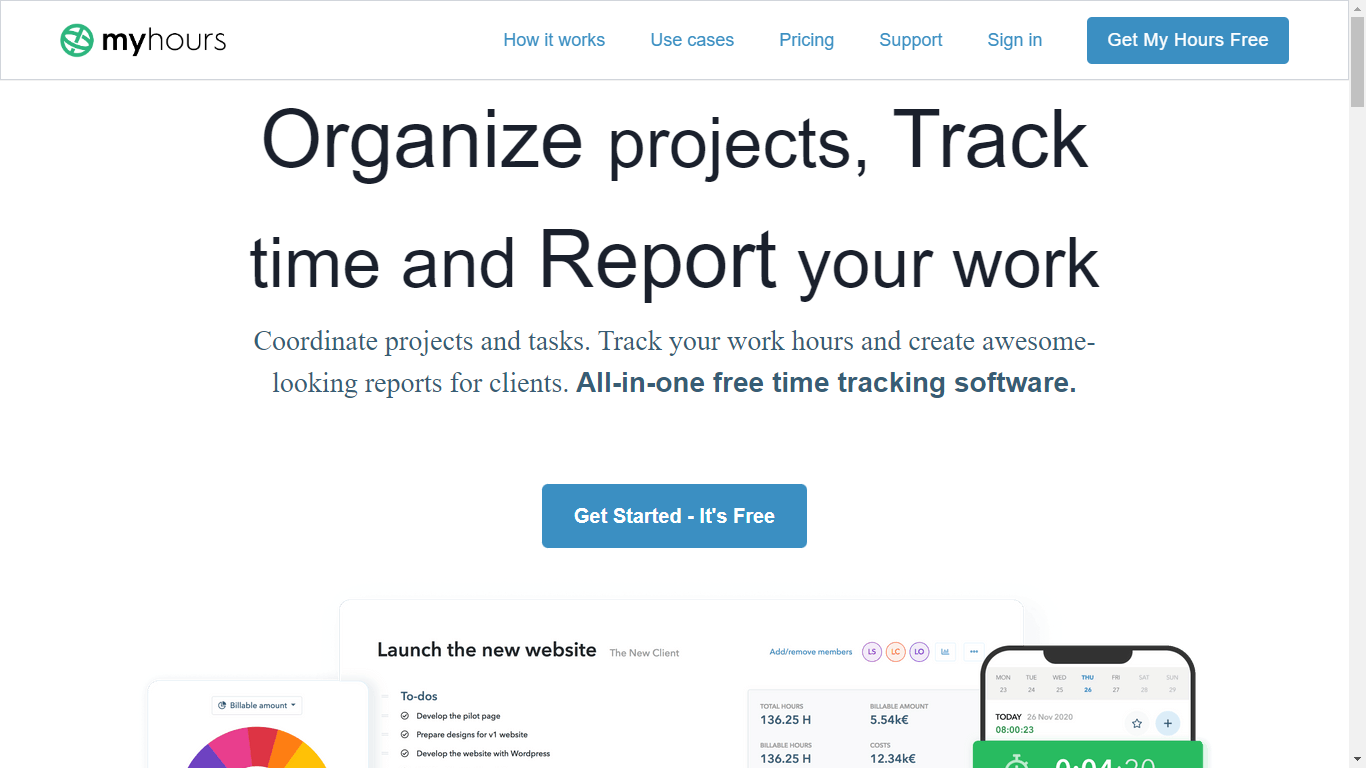 myhours
How it works
Use cases
Pricing
Support
Sign in
Get My Hours Free
Organize projects, Track
time and Report your work
Coordinate projects and tasks. Track your work hours and create awesome-
looking reports for clients. All-in-one free time tracking software.
Get Started - It's Free
Launch the new website The New Client
Add/remove members
LS
LC
LO
To-dos
Develop the pilot page
Prepare designs for v1 website
Develop the website with Wordpress
Billable amount
TOTAL HOURS
136.25 H
BILLABLE AMOUNT
5.54k€
BILLABLE HOURS
136.25 H
COSTS
12.34k€
MON TUE WED THU FRI SAT SUN
23 24 25 26 27 28 29
TODAY 26 Nov 2020
08:00:23
0:04:20